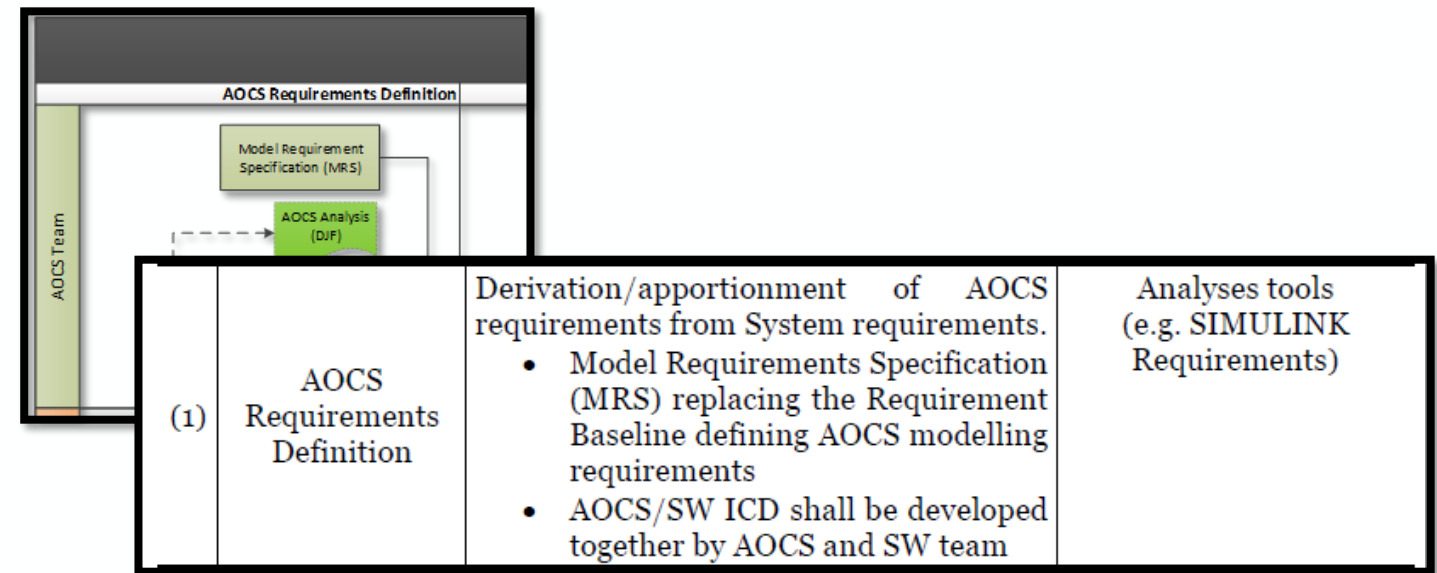 AOCS Requirements Definition
AOCS Team
Model Requirement
Specification (MRS)
AOCS Analysis
(DJF)
(1)
AOCS
Requirements
Definition
Derivation/apportionment of AOCS
requirements from System requirements.
• Model Requirements Specification
(MRS) replacing the Requirement
Baseline defining AOCS modelling
requirements
• AOCS/SW ICD shall be developed
together by AOCS and SW team
Analyses tools
(e.g. SIMULINK
Requirements)